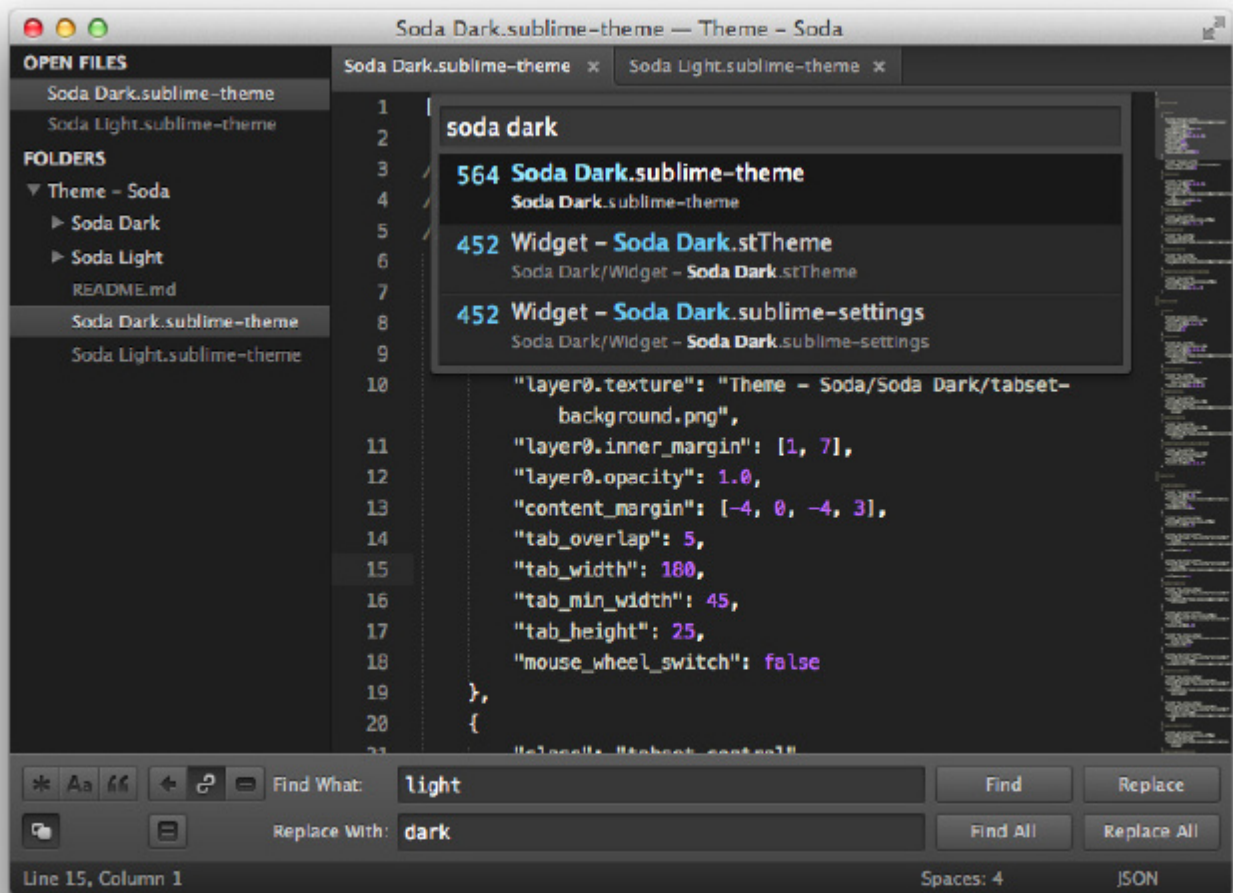 Soda Dark.sublime-theme — Theme - Soda
OPEN FILES
Soda Dark.sublime-theme
Soda Light.sublime-theme
FOLDERS
Theme - Soda
Soda Dark
Soda Light
README.md
Soda Dark.sublime-theme
Soda Light.sublime-theme
Soda Dark.sublime-theme × Soda Light.sublime-theme ×
soda dark
564 Soda Dark.sublime-theme
Soda Dark.sublime-theme
452 Widget - Soda Dark.stTheme
Soda Dark/Widget - Soda Dark.stTheme
452 Widget - Soda Dark.sublime-settings
Soda Dark/Widget - Soda Dark.sublime-settings
1 [
2
3 /
4 /
5 /
6
7
8
9
10 "layer0.texture": "Theme - Soda/Soda Dark/tabset-
background.png",
11 "layer0.inner_margin": [1, 7],
12 "layer0.opacity": 1.0,
13 "content_margin": [-4, 0, -4, 3],
14 "tab_overlap": 5,
15 "tab_width": 180,
16 "tab_min_width": 45,
17 "tab_height": 25,
18 "mouse_wheel_switch": false
19 },
20 {
21 "class": "tabset_control"
Aa
Find What: light Find Replace
Replace With: dark Find All Replace All
Line 15, Column 1 Spaces: 4 JSON